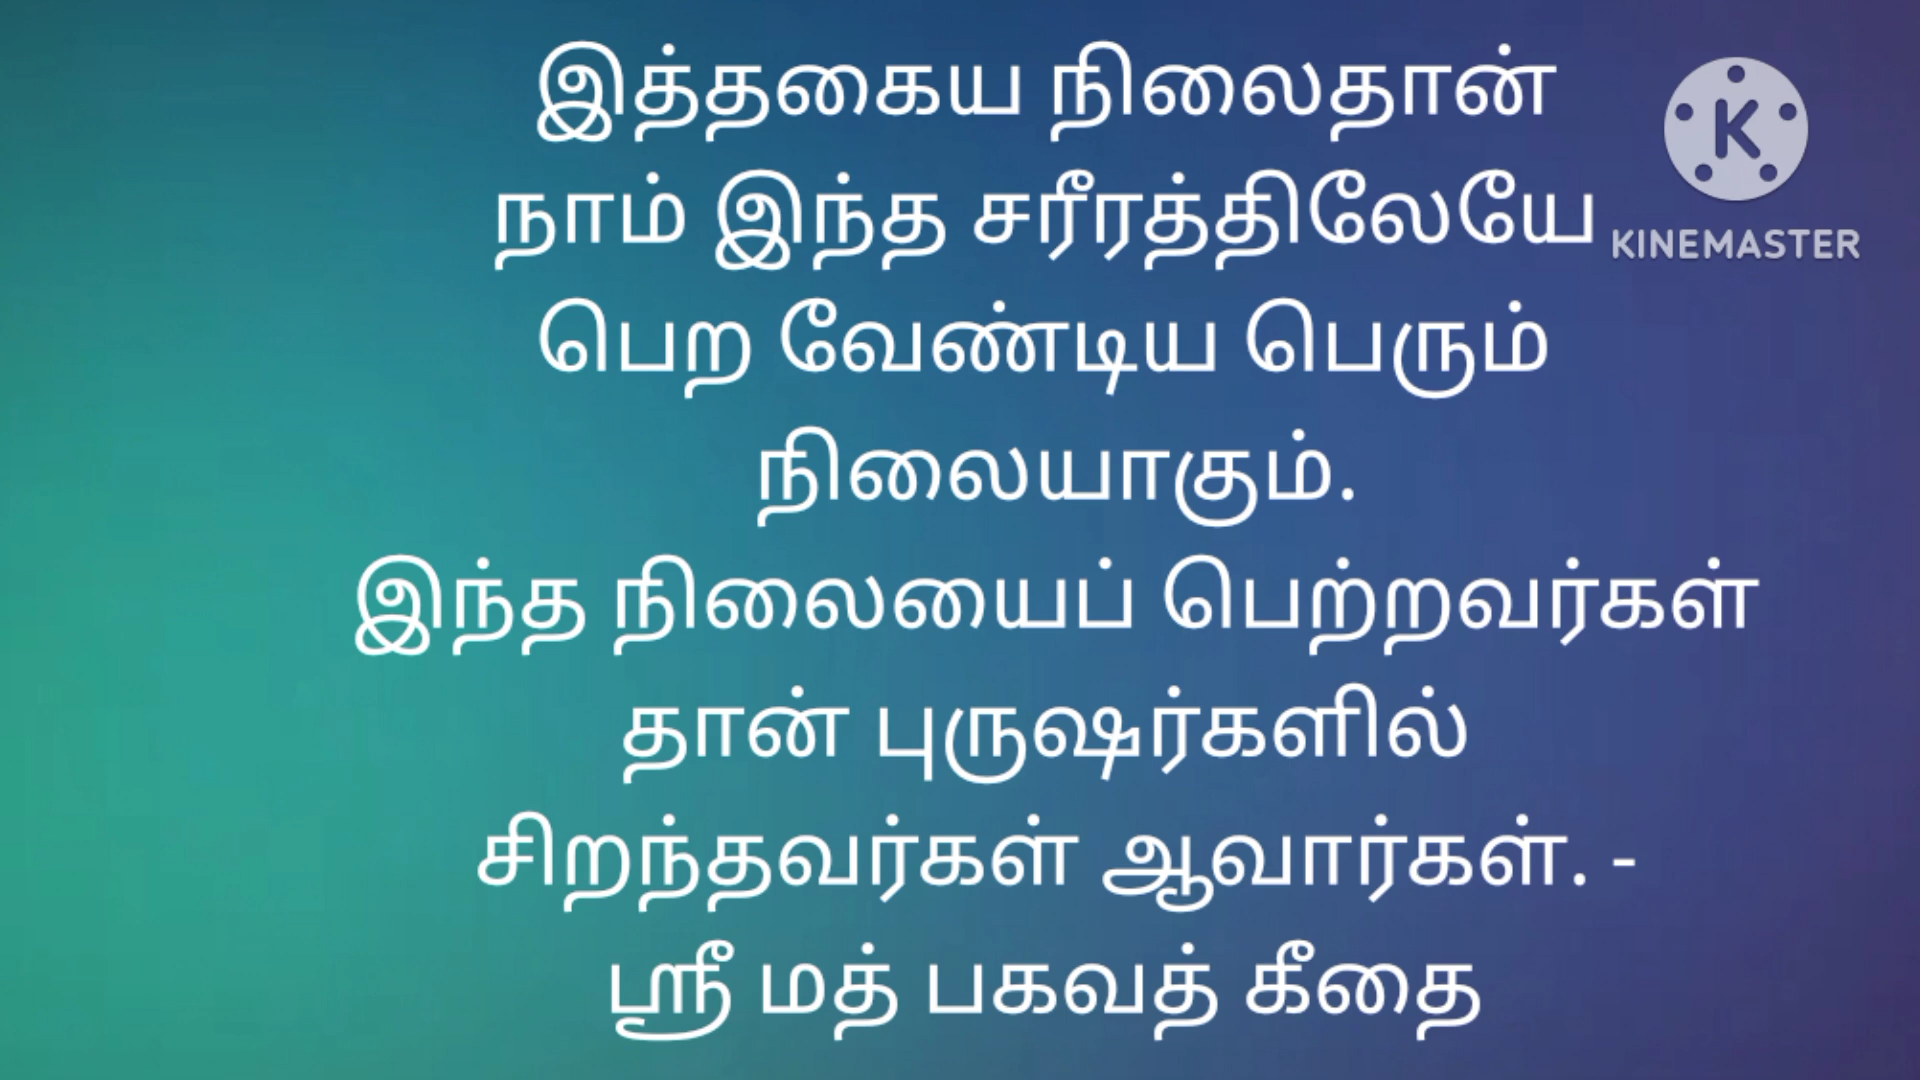 இத்தகைய நிலைதான்
நாம் இந்த சரீரத்திலேயே
பெற வேண்டிய பெரும்
நிலையாகும்.
இந்த நிலையைப் பெற்றவர்கள்
தான் புருஷர்களில்
சிறந்தவர்கள் ஆவார்கள். -
ஸ்ரீ மத் பகவத் கீதை
K
KINEMASTER